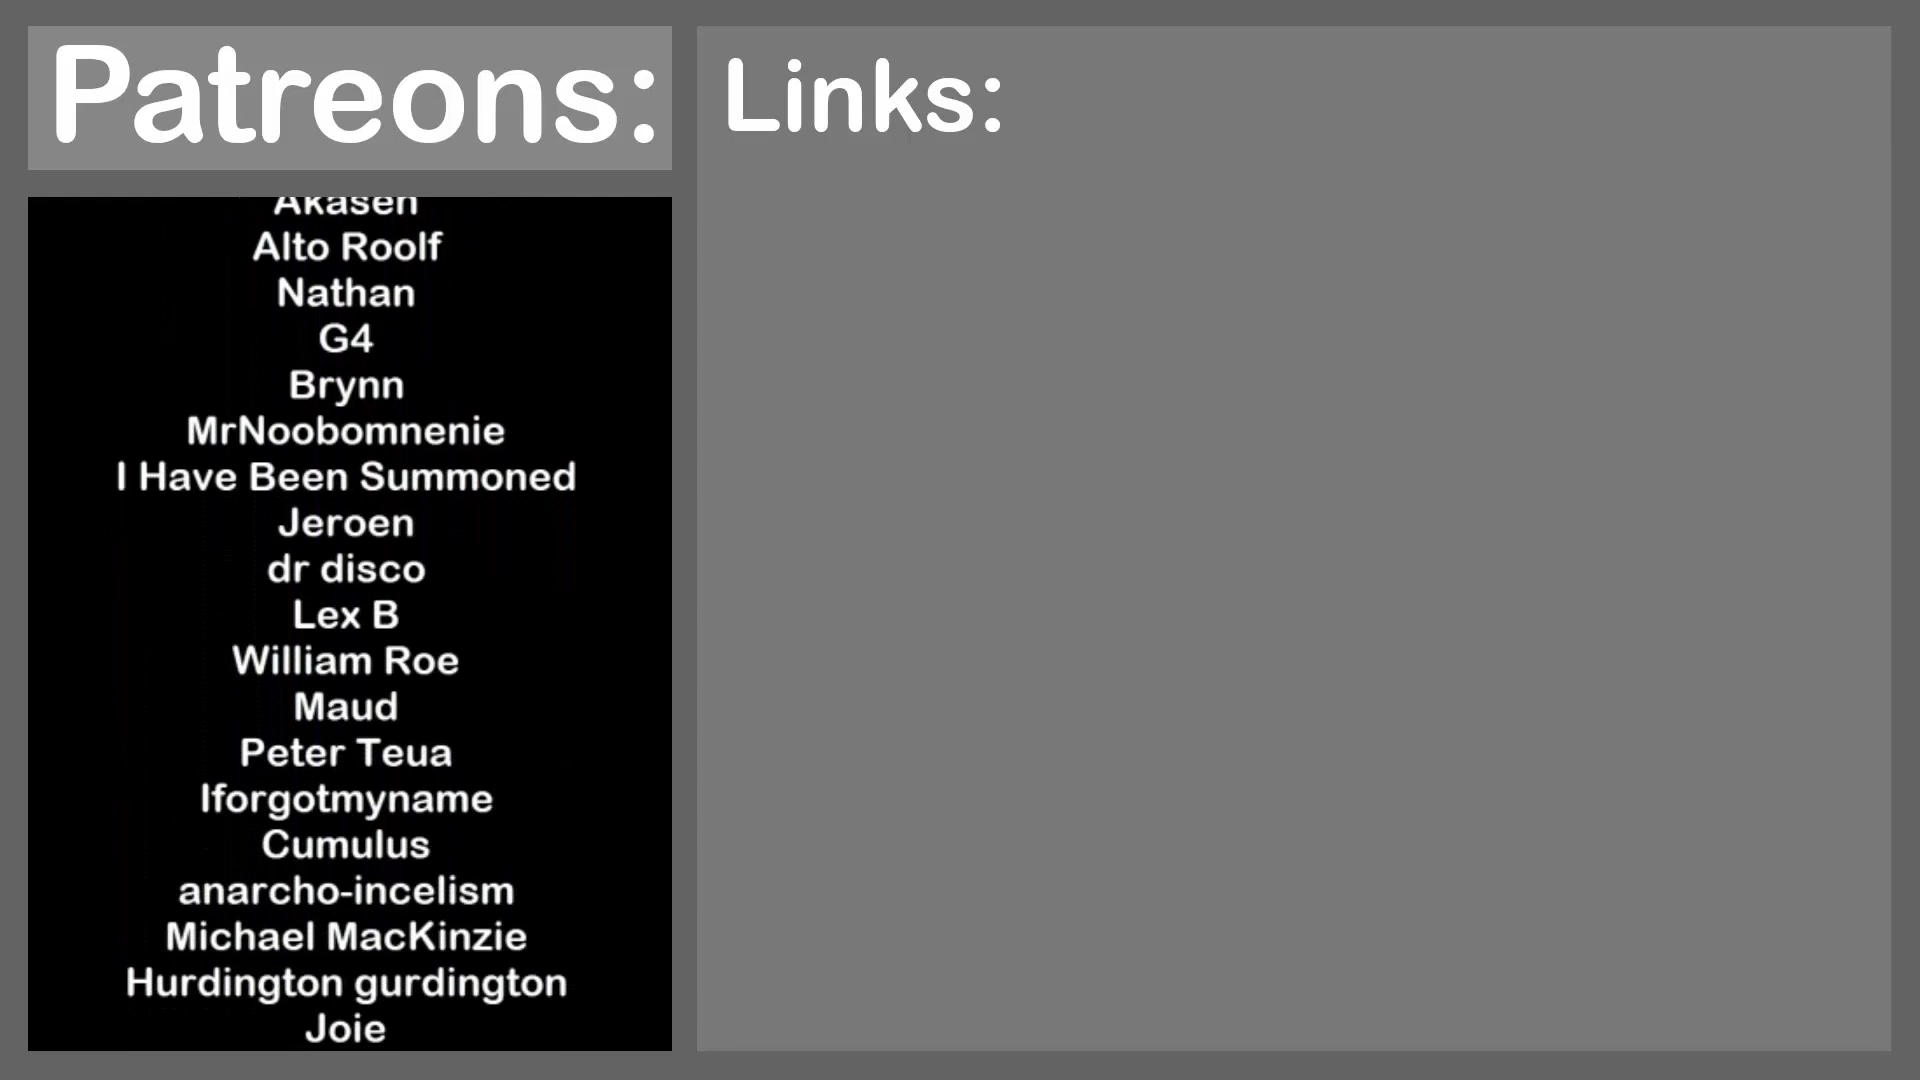 Patreons:
Akasen
Alto Roolf
Nathan
G4
Brynn
MrNoobomnenie
I Have Been Summoned
Jeroen
dr disco
Lex B
William Roe
Maud
Peter Teua
Iforgotmyname
Cumulus
anarcho-incelism
Michael MacKinzie
Hurdington gurdington
Joie
Links: